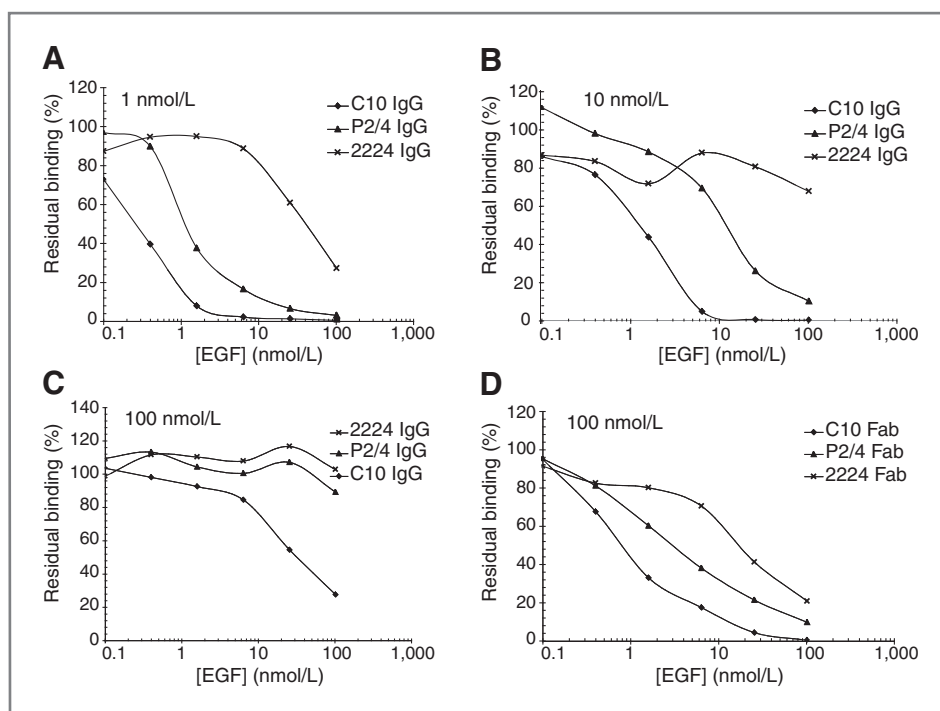 A
Residual binding (%)
120
100
80
60
40
20
0
1 nmol/L
C10 IgG
P2/4 IgG
2224 IgG
0.1 1 10 100 1,000
[EGF] (nmol/L)
B
Residual binding (%)
120
100
80
60
40
20
0
10 nmol/L
C10 IgG
P2/4 IgG
2224 IgG
0.1 1 10 100 1,000
[EGF] (nmol/L)
C
Residual binding (%)
140
120
100
80
60
40
20
0
100 nmol/L
2224 IgG
P2/4 IgG
C10 IgG
0.1 1 10 100 1,000
[EGF] (nmol/L)
D
Residual binding (%)
120
100
80
60
40
20
0
100 nmol/L
C10 Fab
P2/4 Fab
2224 Fab
0.1 1 10 100 1,000
[EGF] (nmol/L)